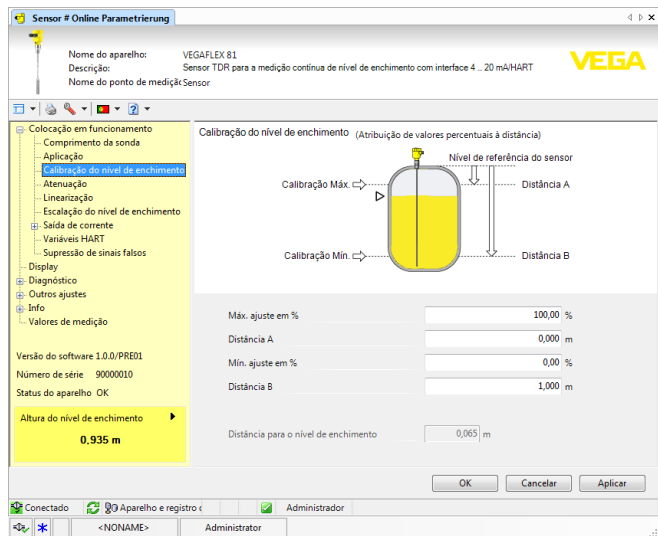 Sensor # Online Parametrierung
Nome do aparelho: VEGAFLEX 81
Descrição: Sensor TDR para a medição contínua de nível de enchimento com interface 4 .. 20 mA/HART
Nome do ponto de mediçãc Sensor
VEGA
Colocação em funcionamento
Comprimento da sonda
Aplicação
Calibração do nível de enchimento
Atenuação
Linearização
Escalação do nível de enchimento
Saída de corrente
Variáveis HART
Supressão de sinais falsos
Display
Diagnóstico
Outros ajustes
Info
Valores de medição
Versão do software 1.0.0/PRE01
Número de série 90000010
Status do aparelho OK
Altura do nível de enchimento
0,935 m
Calibração do nível de enchimento (Atribuição de valores percentuais à distância)
Nível de referência do sensor
Calibração Máx. Distância A
Calibração Mín. Distância B
Máx. ajuste em % 100,00 %
Distância A 0,000 m
Mín. ajuste em % 0,00 %
Distância B 1,000 m
Distância para o nível de enchimento 0,065 m
OK Cancelar Aplicar
Conectado Aparelho e registro c Administrador
<NONAME> Administrator